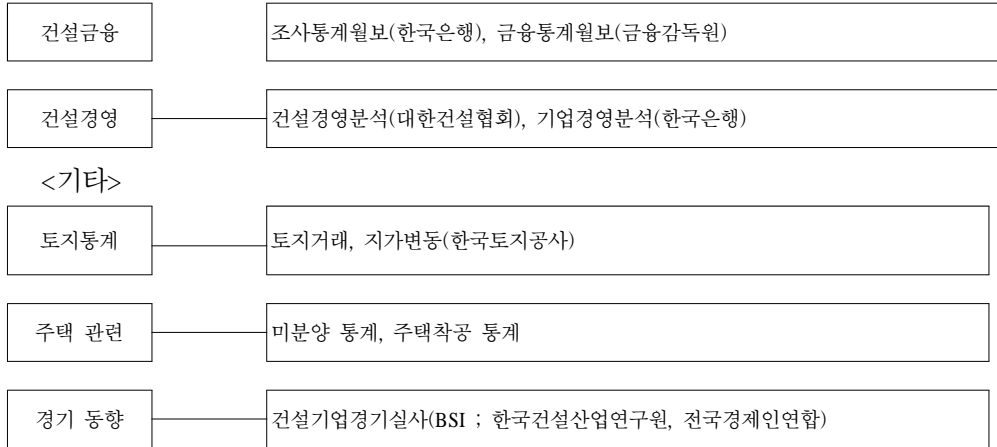 건설금융 조사통계월보(한국은행), 금융통계월보(금융감독원)
건설경영 건설경영분석(대한건설협회), 기업경영분석(한국은행)
<기타>
토지통계 토지거래, 지가변동(한국토지공사)
주택 관련 미분양 통계, 주택착공 통계
경기 동향 건설기업경기실사(BSI ; 한국건설산업연구원, 전국경제인연합)